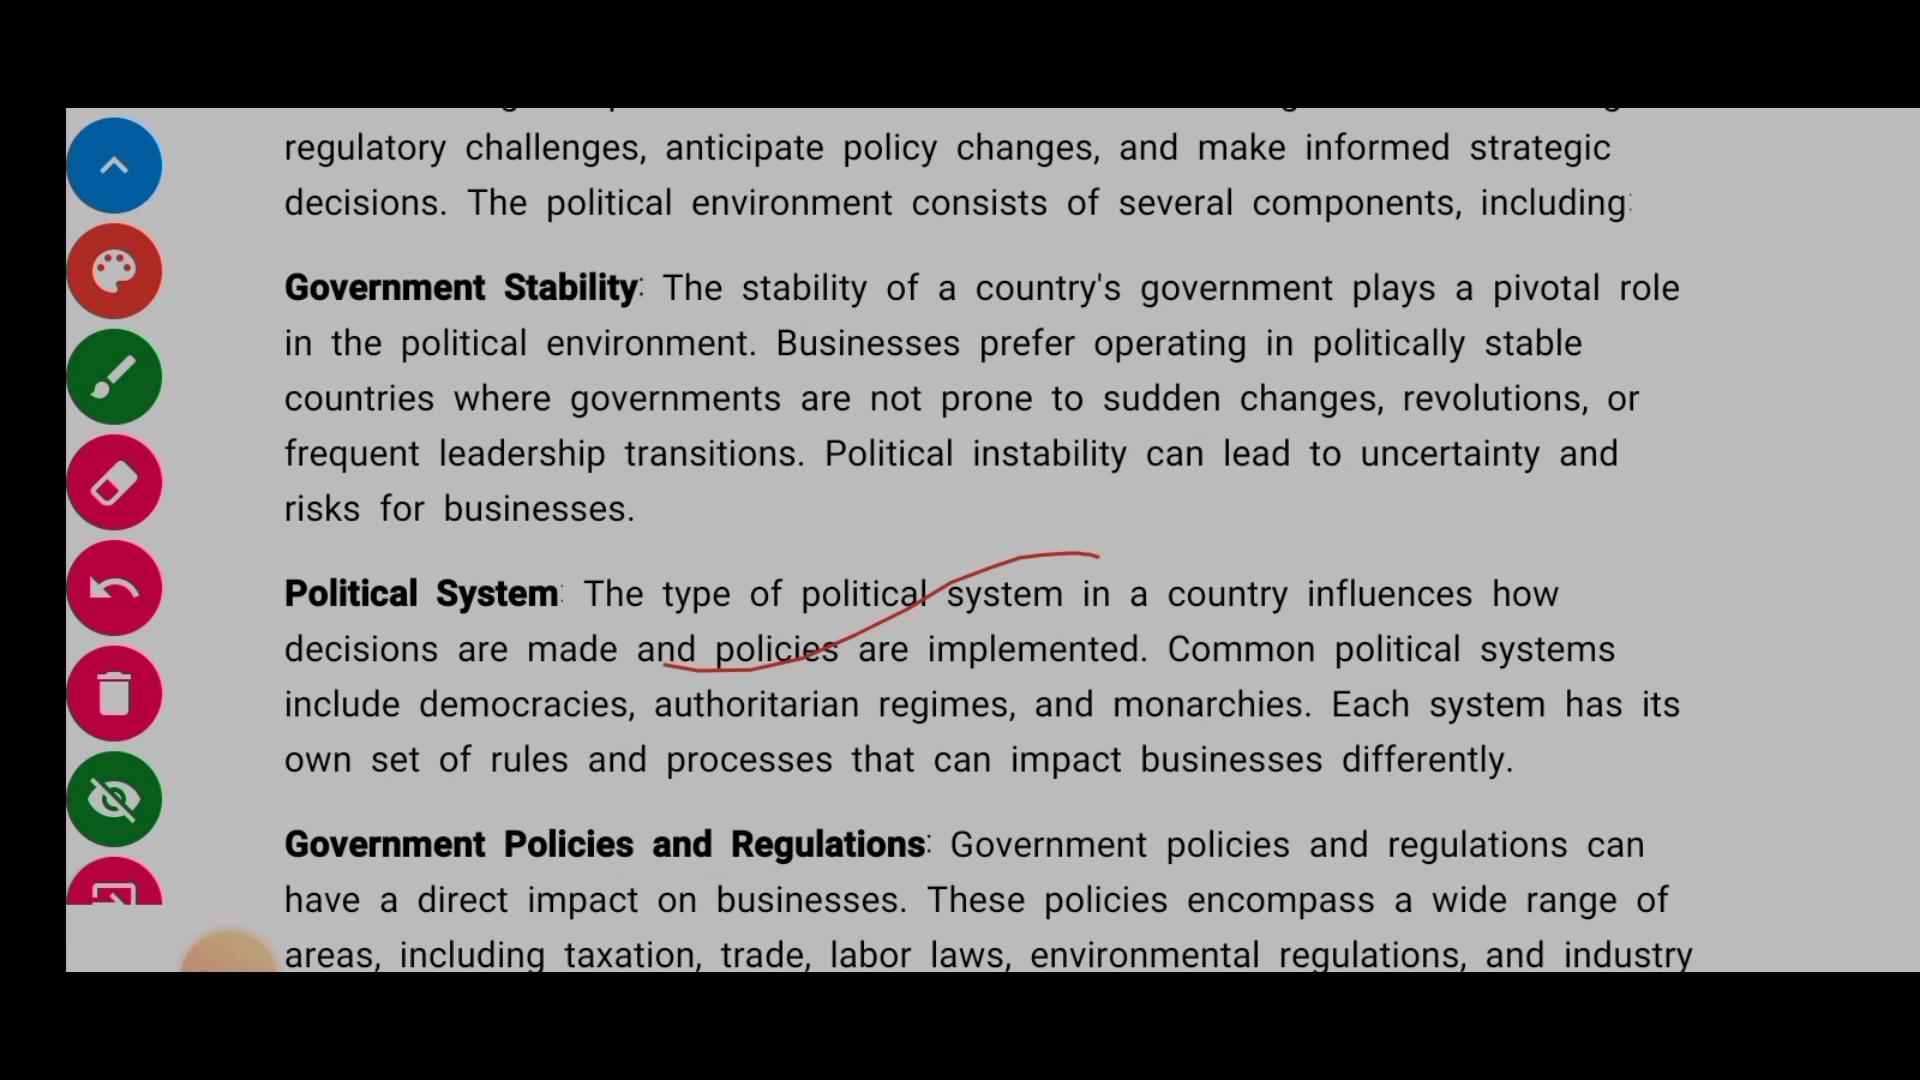 regulatory challenges, anticipate policy changes, and make informed strategic
decisions. The political environment consists of several components, including:
Government Stability: The stability of a country's government plays a pivotal role
in the political environment. Businesses prefer operating in politically stable
countries where governments are not prone to sudden changes, revolutions, or
frequent leadership transitions. Political instability can lead to uncertainty and
risks for businesses.
Political System: The type of political system in a country influences how
decisions are made and policies are implemented. Common political systems
include democracies, authoritarian regimes, and monarchies. Each system has its
own set of rules and processes that can impact businesses differently.
Government Policies and Regulations: Government policies and regulations can
have a direct impact on businesses. These policies encompass a wide range of
areas, including taxation, trade, labor laws, environmental regulations, and industry